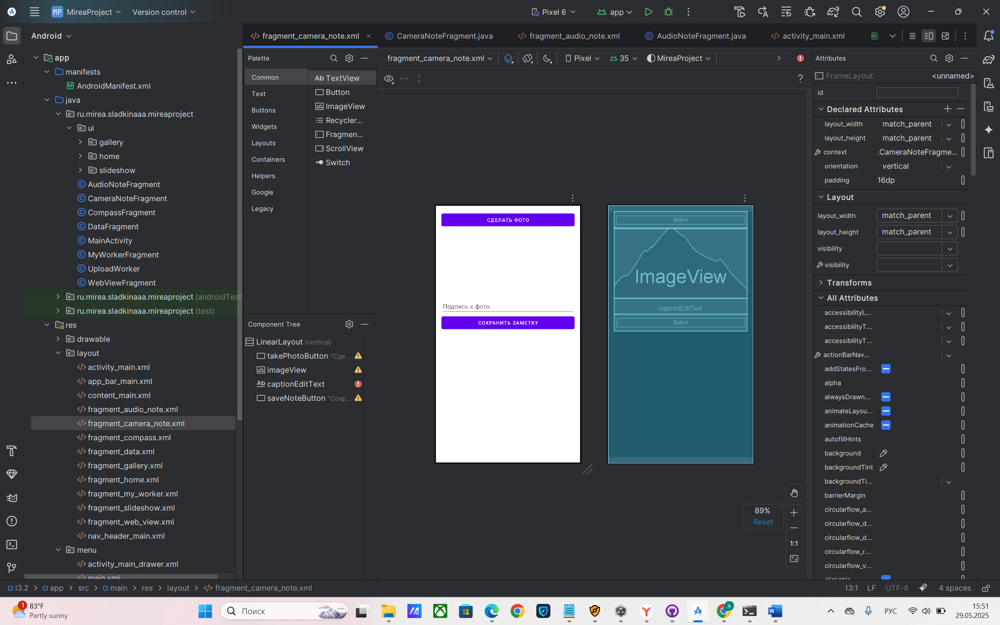 MP MireaProject
Version control
Pixel 6
app
Android
fragment_camera_note.xml
CameraNoteFragment.java
fragment_audio_note.xml
AudioNoteFragment.java
activity_main.xml
M
app
manifests
M AndroidManifest.xml
java
ru.mirea.sladkinaaa.mireaproject
ui
gallery
home
slideshow
C AudioNoteFragment
C CameraNoteFragment
C CompassFragment
C DataFragment
C MainActivity
C MyWorkerFragment
C UploadWorker
C WebViewFragment
ru.mirea.sladkinaaa.mireaproject (androidTest
ru.mirea.sladkinaaa.mireaproject (test)
res
drawable
layout
activity_main.xml
app_bar_main.xml
content_main.xml
fragment_audio_note.xml
fragment_camera_note.xml
fragment_compass.xml
fragment_data.xml
fragment_gallery.xml
fragment_home.xml
fragment_my_worker.xml
fragment_slideshow.xml
fragment_web_view.xml
nav_header_main.xml
menu
activity_main_drawer.xml
main.xml
Palette
Common
Text
Buttons
Widgets
Layouts
Containers
Helpers
Google
Legacy
Ab TextView
Button
ImageView
Recycler...
Fragmen...
ScrollView
Switch
Component Tree
LinearLayout (vertical)
takePhotoButton "Сде...
imageView
Ab captionEditText
saveNoteButton "Сохр...
fragment_camera_note.xml
Pixel
35
MireaProject
?
СДЕЛАТЬ ФОТО
Подпись к фото
СОХРАНИТЬ ЗАМЕТКУ
Button
ImageView
captionEditText
Button
89%
Reset
1:1
Attributes
FrameLayout
<unnamed>
id
Declared Attributes
layout_width match_parent
layout_height match_parent
context .CameraNoteFragme...
orientation vertical
padding 16dp
Layout
layout_width match_parent
layout_height match_parent
visibility
visibility
Transforms
All Attributes
accessibilityL...
accessibilityT...
accessibilityT...
actionBarNav...
addStatesFro...
alpha
alwaysDrawn...
animateLayou...
animationCache
autofillHints
background
backgroundTint
backgroundTi...
barrierMargin
circularflow_a...
circularflow_d...
circularflow_d...
circularflow_r...
circularflow_v...
clickable
I3.2 > app > src > main > res > layout > fragment_camera_note.xml
13:1 LF UTF-8 4 spaces
1
83°F
Partly sunny
Поиск
A
РУС
15:51
29.05.2025